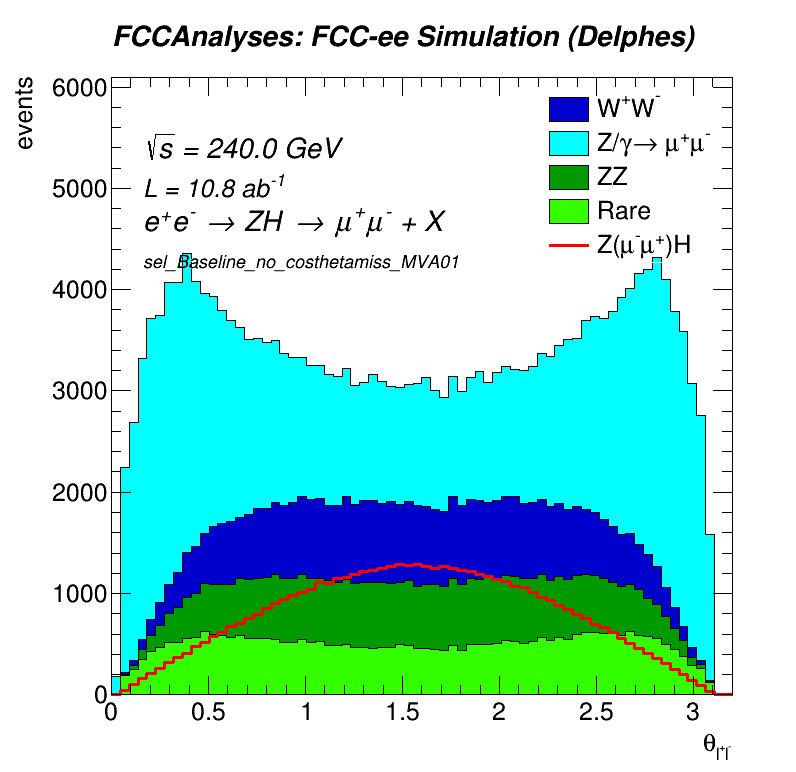 FCCAnalyses: FCC-ee Simulation (Delphes)
events
6000
5000
4000
3000
2000
1000
0
√s = 240.0 GeV
L = 10.8 ab⁻¹
e⁺e⁻ → ZH → μ⁺μ⁻ + X
sel_Baseline_no_costhetamiss_MVA01
W⁺W⁻
Z/γ→ μ⁺μ⁻
ZZ
Rare
Z(μ⁻μ⁺)H
0 0.5 1 1.5 2 2.5 3
θ_{l⁺l⁻}